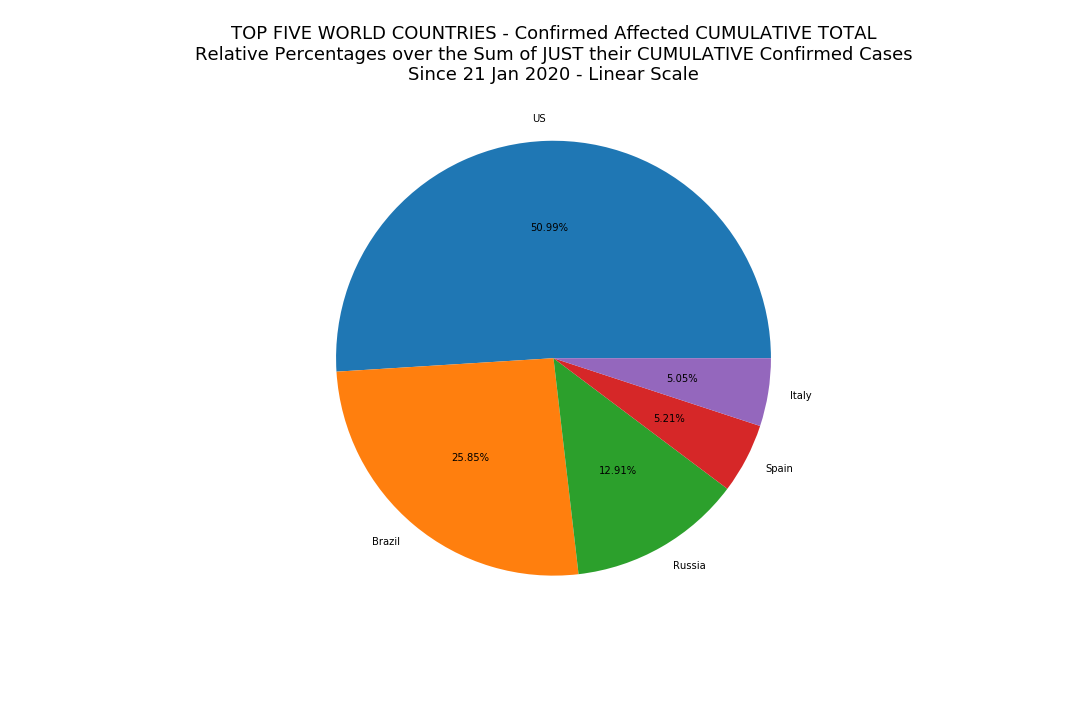 TOP FIVE WORLD COUNTRIES - Confirmed Affected CUMULATIVE TOTAL
Relative Percentages over the Sum of JUST their CUMULATIVE Confirmed Cases
Since 21 Jan 2020 - Linear Scale
US
50.99%
5.05%
Italy
5.21%
25.85%
12.91%
Spain
Brazil
Russia